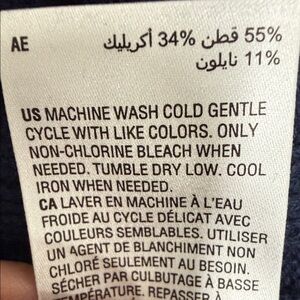 AE 55% قطن 34% أكريليك
11% نايلون
US MACHINE WASH COLD GENTLE
CYCLE WITH LIKE COLORS. ONLY
NON-CHLORINE BLEACH WHEN
NEEDED. TUMBLE DRY LOW. COOL
IRON WHEN NEEDED.
CA LAVER EN MACHINE À L'EAU
FROIDE AU CYCLE DÉLICAT AVEC
COULEURS SEMBLABLES. UTILISER
UN AGENT DE BLANCHIMENT NON
CHLORÉ SEULEMENT AU BESOIN.
SÉCHER PAR CULBUTAGE À BASSE
TEMPÉRATURE. REPASSER À